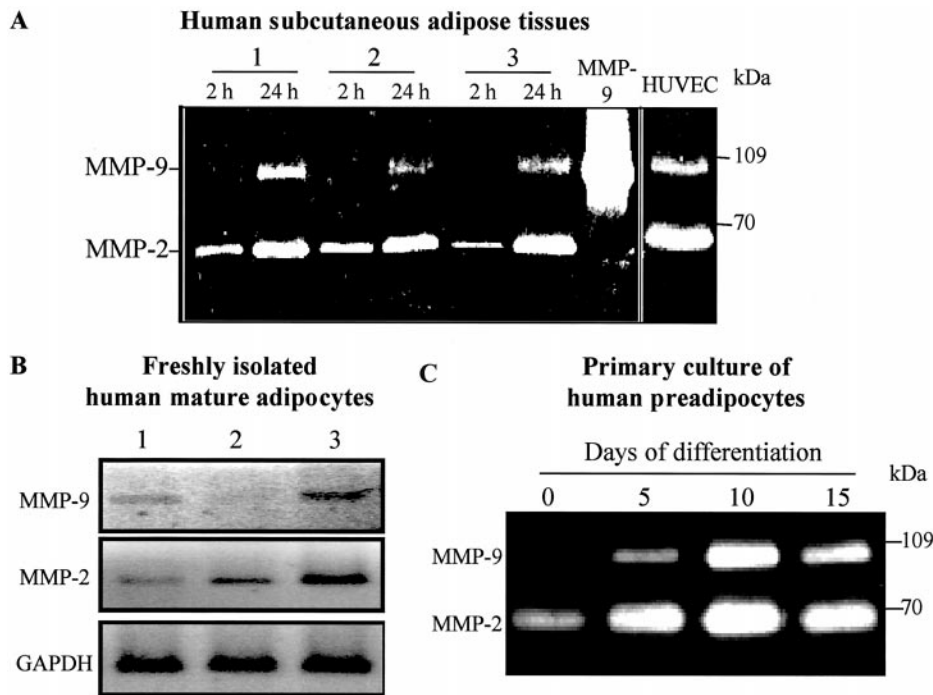 A
Human subcutaneous adipose tissues
1 2 3 MMP-9 HUVEC kDa
2 h 24 h 2 h 24 h 2 h 24 h
MMP-9 109
MMP-2 70
B
Freshly isolated
human mature adipocytes
1 2 3
MMP-9
MMP-2
GAPDH
C
Primary culture of
human preadipocytes
Days of differentiation
0 5 10 15 kDa
MMP-9 109
MMP-2 70